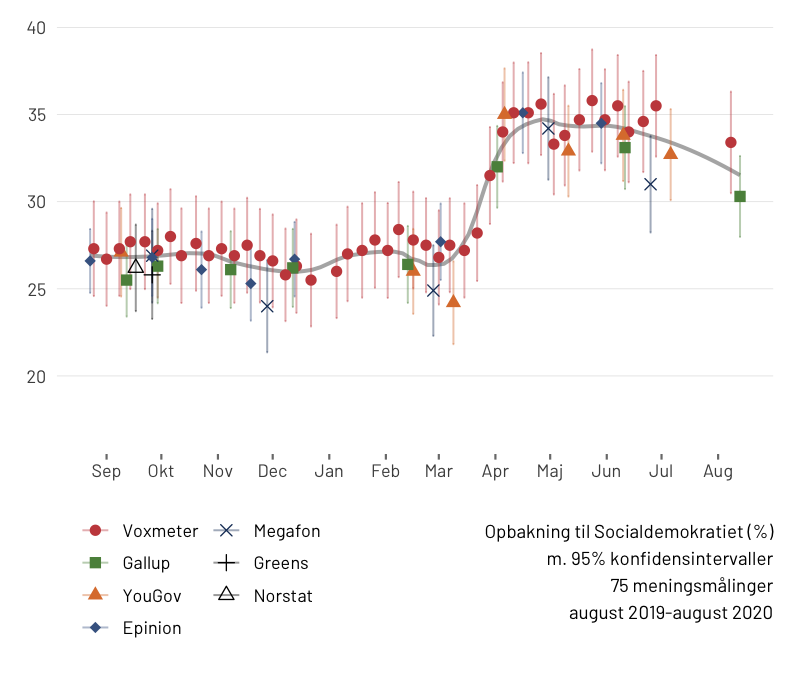 40
35
30
25
20
Sep Okt Nov Dec Jan Feb Mar Apr Maj Jun Jul Aug
Voxmeter Megafon
Gallup Greens
YouGov Norstat
Epinion
Opbakning til Socialdemokratiet (%)
m. 95% konfidensintervaller
75 meningsmålinger
august 2019-august 2020